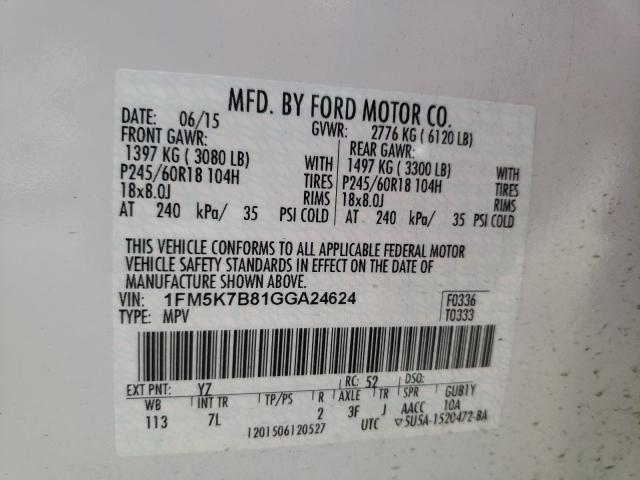 MFD. BY FORD MOTOR CO.
DATE: 06/15 GVWR: 2776 KG ( 6120 LB)
FRONT GAWR: REAR GAWR:
1397 KG ( 3080 LB) WITH 1497 KG ( 3300 LB) WITH
P245/60R18 104H TIRES P245/60R18 104H TIRES
18x8.0J RIMS 18x8.0J RIMS
AT 240 kPa/ 35 PSI COLD AT 240 kPa/ 35 PSI COLD
THIS VEHICLE CONFORMS TO ALL APPLICABLE FEDERAL MOTOR
VEHICLE SAFETY STANDARDS IN EFFECT ON THE DATE OF
MANUFACTURE SHOWN ABOVE.
VIN: 1FM5K7B81GGA24624 F0336
TYPE: MPV T0333
EXT PNT: Y7 RC: 52 DSO:
WB INT TR TP/PS R AXLE TR SPR GUB1Y
113 7L 2 3F J AACC 10A
1201506120527 UTC ▽5U5A-1520472-BA